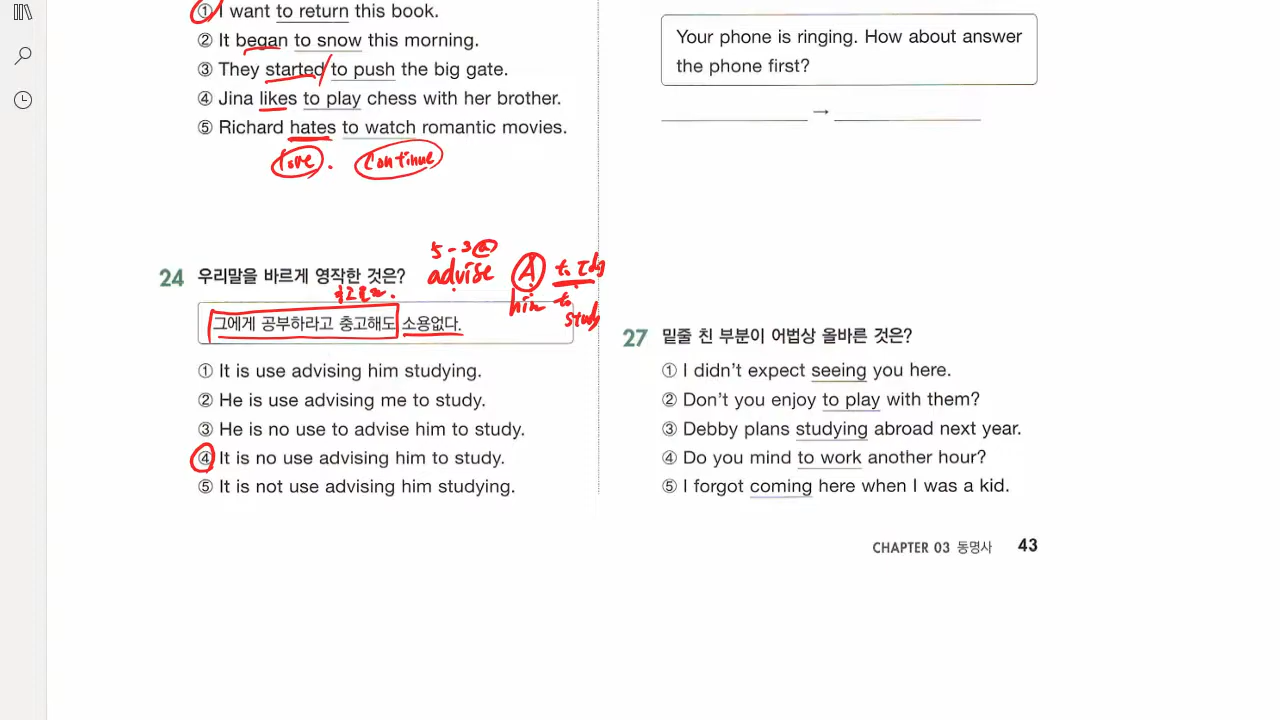 ① I want to return this book.
② It began to snow this morning.
③ They started to push the big gate.
④ Jina likes to play chess with her brother.
⑤ Richard hates to watch romantic movies.
love. continue
5-3
advise A to
him to study
24 우리말을 바르게 영작한 것은?
그에게 공부하라고 충고해도 소용없다.
① It is use advising him studying.
② He is use advising me to study.
③ He is no use to advise him to study.
④ It is no use advising him to study.
⑤ It is not use advising him studying.
Your phone is ringing. How about answer
the phone first?
→
27 밑줄 친 부분이 어법상 올바른 것은?
① I didn’t expect seeing you here.
② Don’t you enjoy to play with them?
③ Debby plans studying abroad next year.
④ Do you mind to work another hour?
⑤ I forgot coming here when I was a kid.
CHAPTER 03 동명사 43